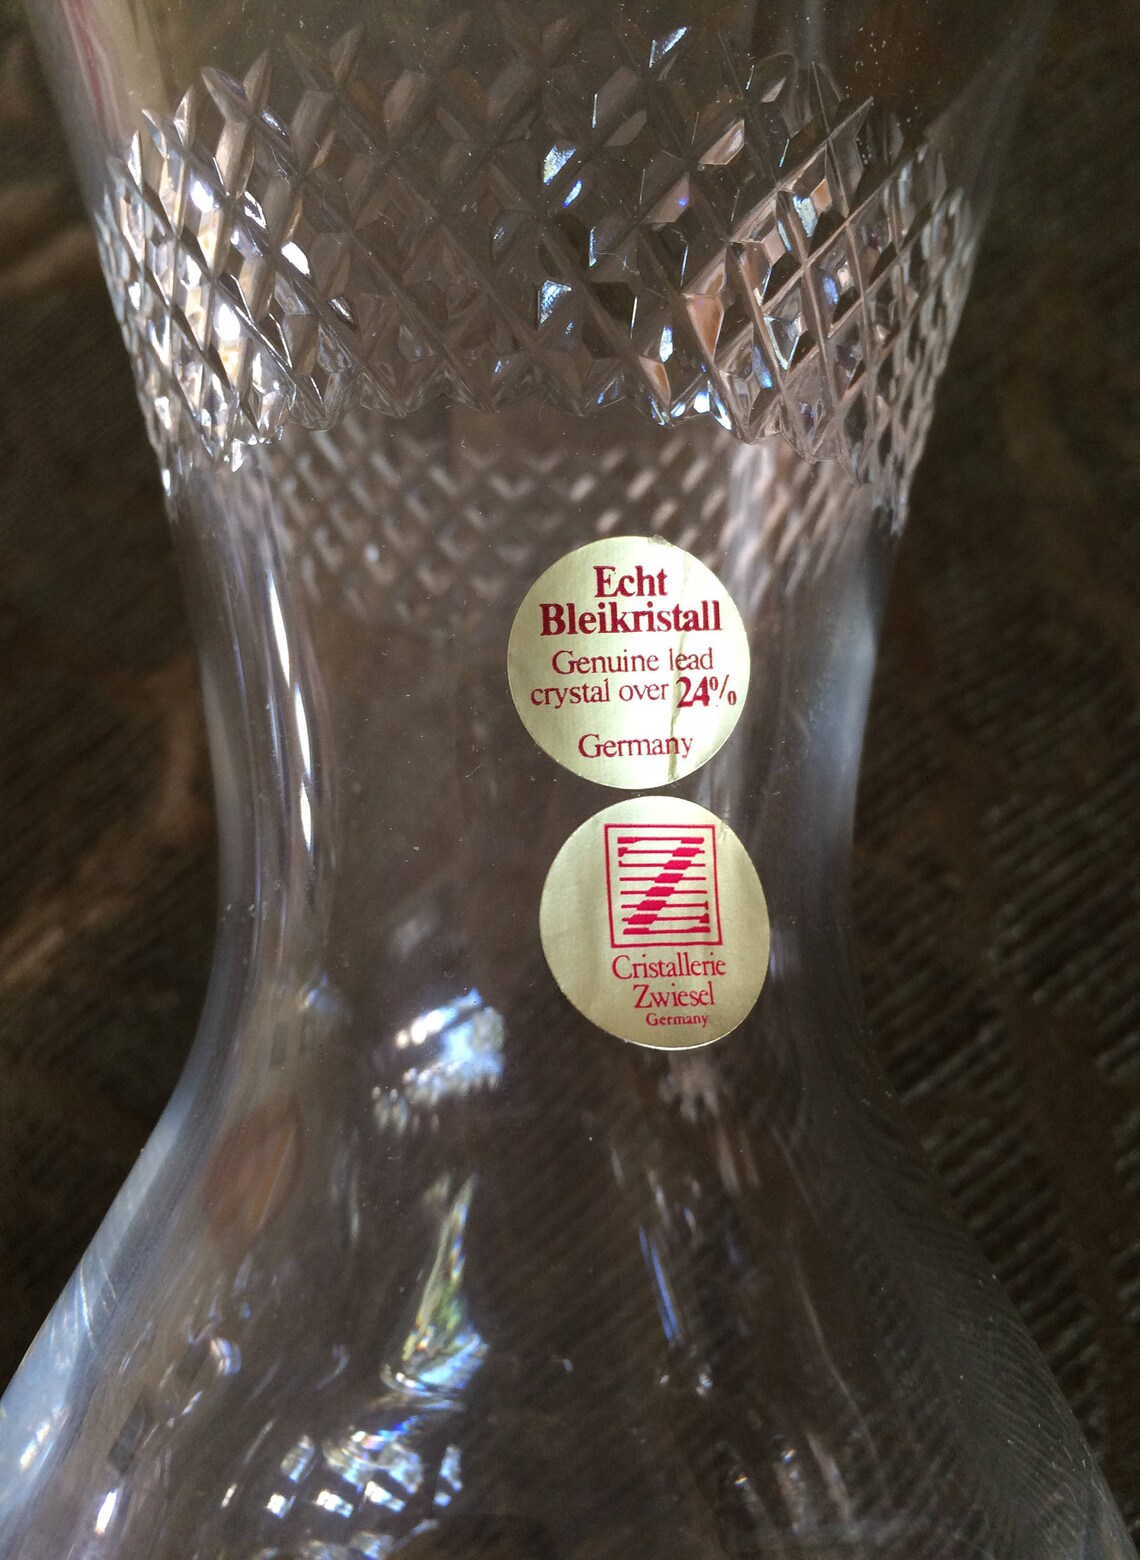 Echt
Bleikristall
Genuine lead
crystal over 24%
Germany
Z
Cristallerie
Zwiesel
Germany